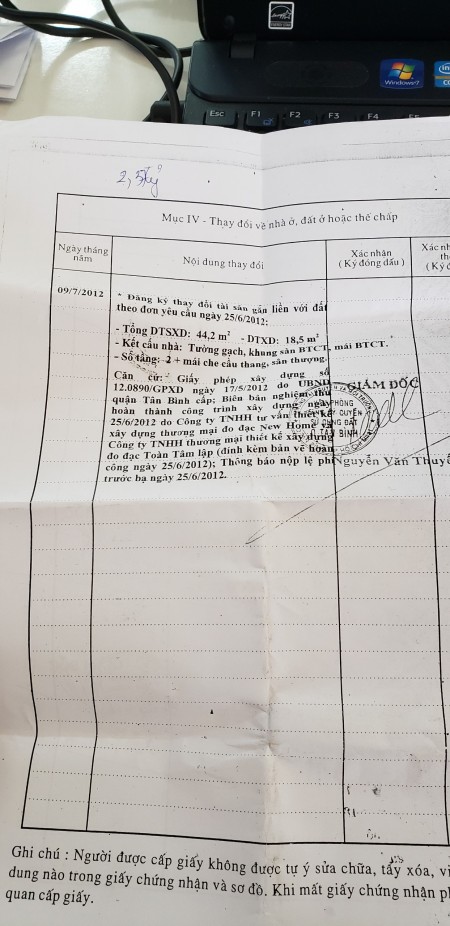 Windows 7
Esc F1 F2 F3 F4
2,5 tỷ
Mục IV - Thay đổi về nhà ở, đất ở hoặc thế chấp
Ngày tháng năm
Nội dung thay đổi
Xác nhận
(Ký đóng dấu)
09/7/2012
* Đăng ký thay đổi tài sản gắn liền với đất
theo đơn yêu cầu ngày 25/6/2012:
- Tổng DTSXD: 44,2 m² - DTXD: 18,5 m²
- Kết cấu nhà: Tường gạch, khung sàn BTCT, mái BTCT.
- Số tầng: 2 + mái che cầu thang, sân thượng.
Căn cứ: Giấy phép xây dựng số
12.0890/GPXD ngày 17/5/2012 do UBND
quận Tân Bình cấp; Biên bản nghiệm thu
hoàn thành công trình xây dựng ngày
25/6/2012 do Công ty TNHH tư vấn thiết kế
xây dựng thương mại đo đạc New Home và
Công ty TNHH thương mại thiết kế xây dựng
đo đạc Toàn Tâm lập (đính kèm bản vẽ hoàn
công ngày 25/6/2012); Thông báo nộp lệ phí
trước bạ ngày 25/6/2012.
GIÁM ĐỐC
Nguyễn Văn
Ghi chú : Người được cấp giấy không được tự ý sửa chữa, tẩy xóa,
dung nào trong giấy chứng nhận và sơ đồ. Khi mất giấy chứng nhận
quan cấp giấy.